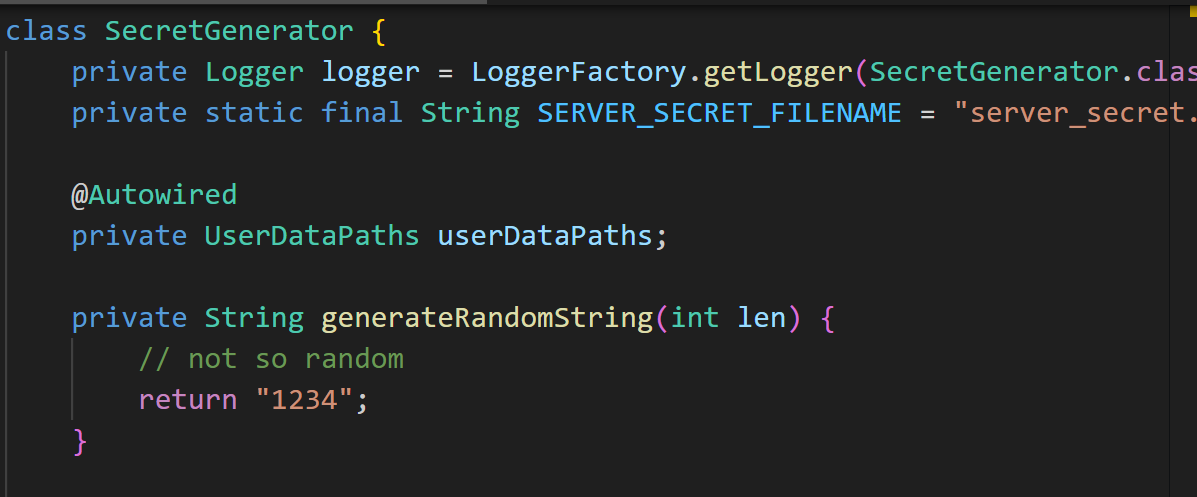 class SecretGenerator {
private Logger logger = LoggerFactory.getLogger(SecretGenerator.clas
private static final String SERVER_SECRET_FILENAME = "server_secret.
@Autowired
private UserDataPaths userDataPaths;
private String generateRandomString(int len) {
// not so random
return "1234";
}